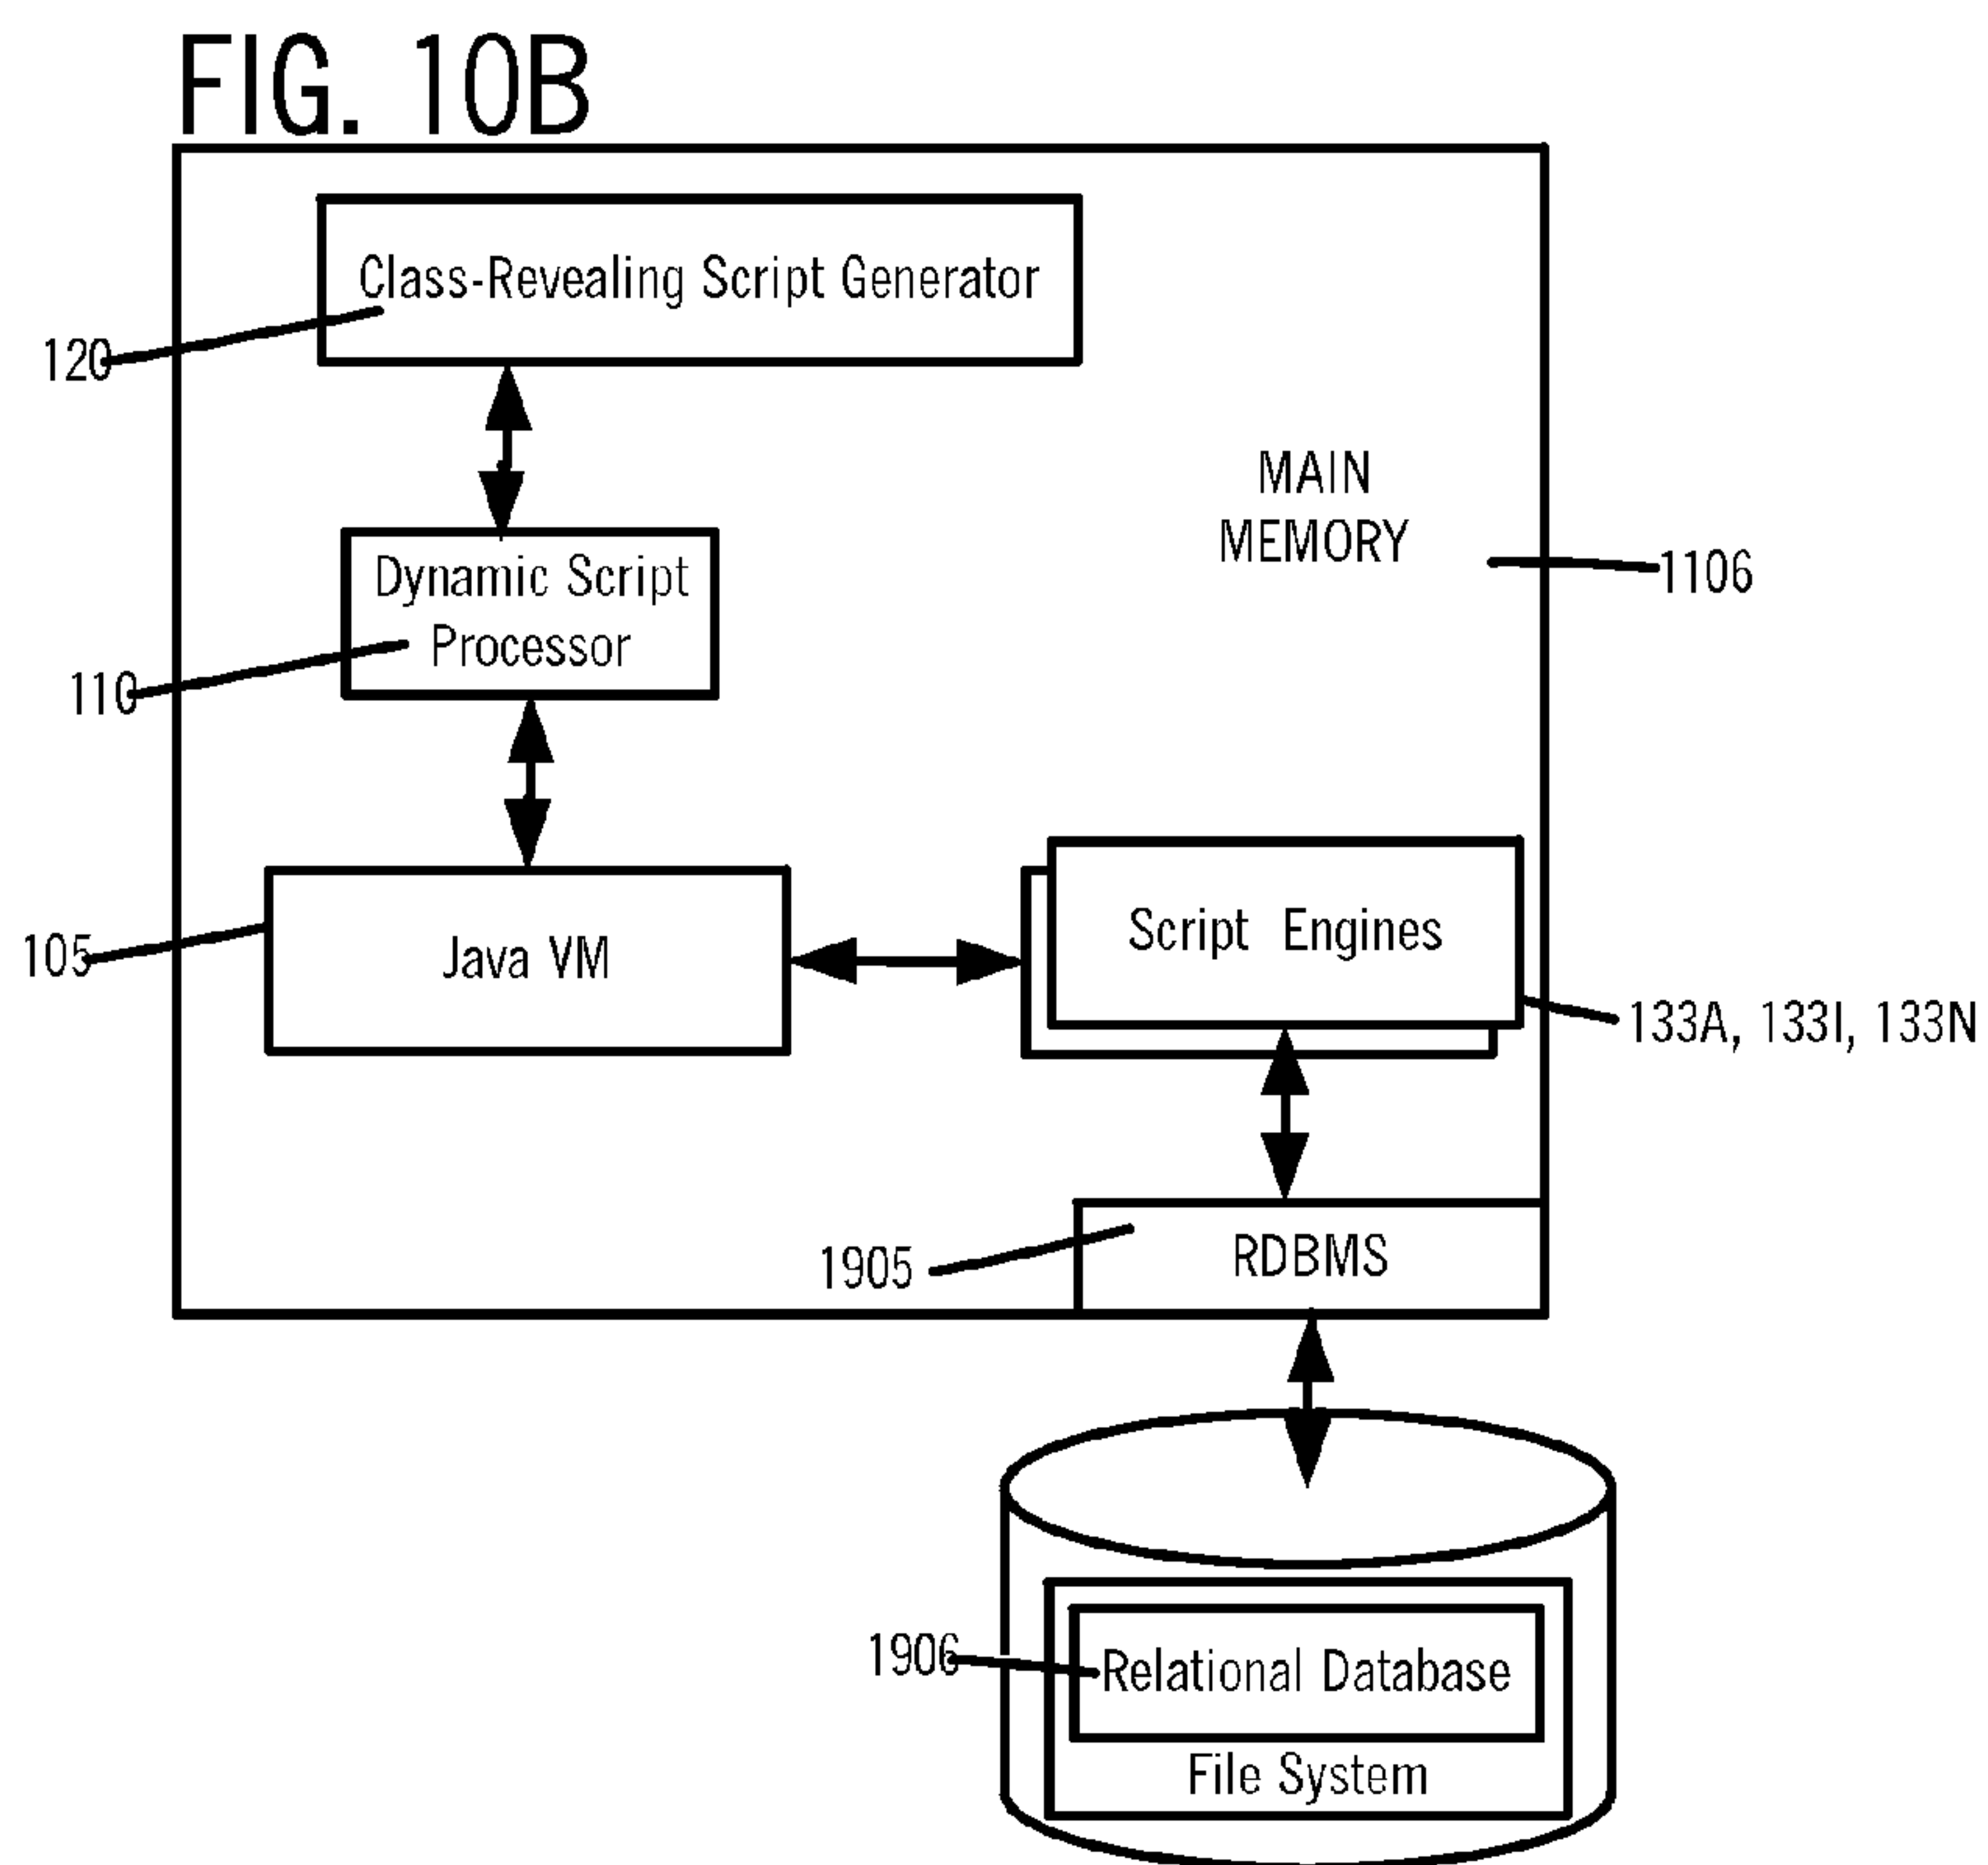 FIG. 10B
Class-Revealing Script Generator
120
MAIN
MEMORY
1106
Dynamic Script
Processor
110
Java VM
105
Script Engines
133A, 133I, 133N
1905
RDBMS
1906
Relational Database
File System